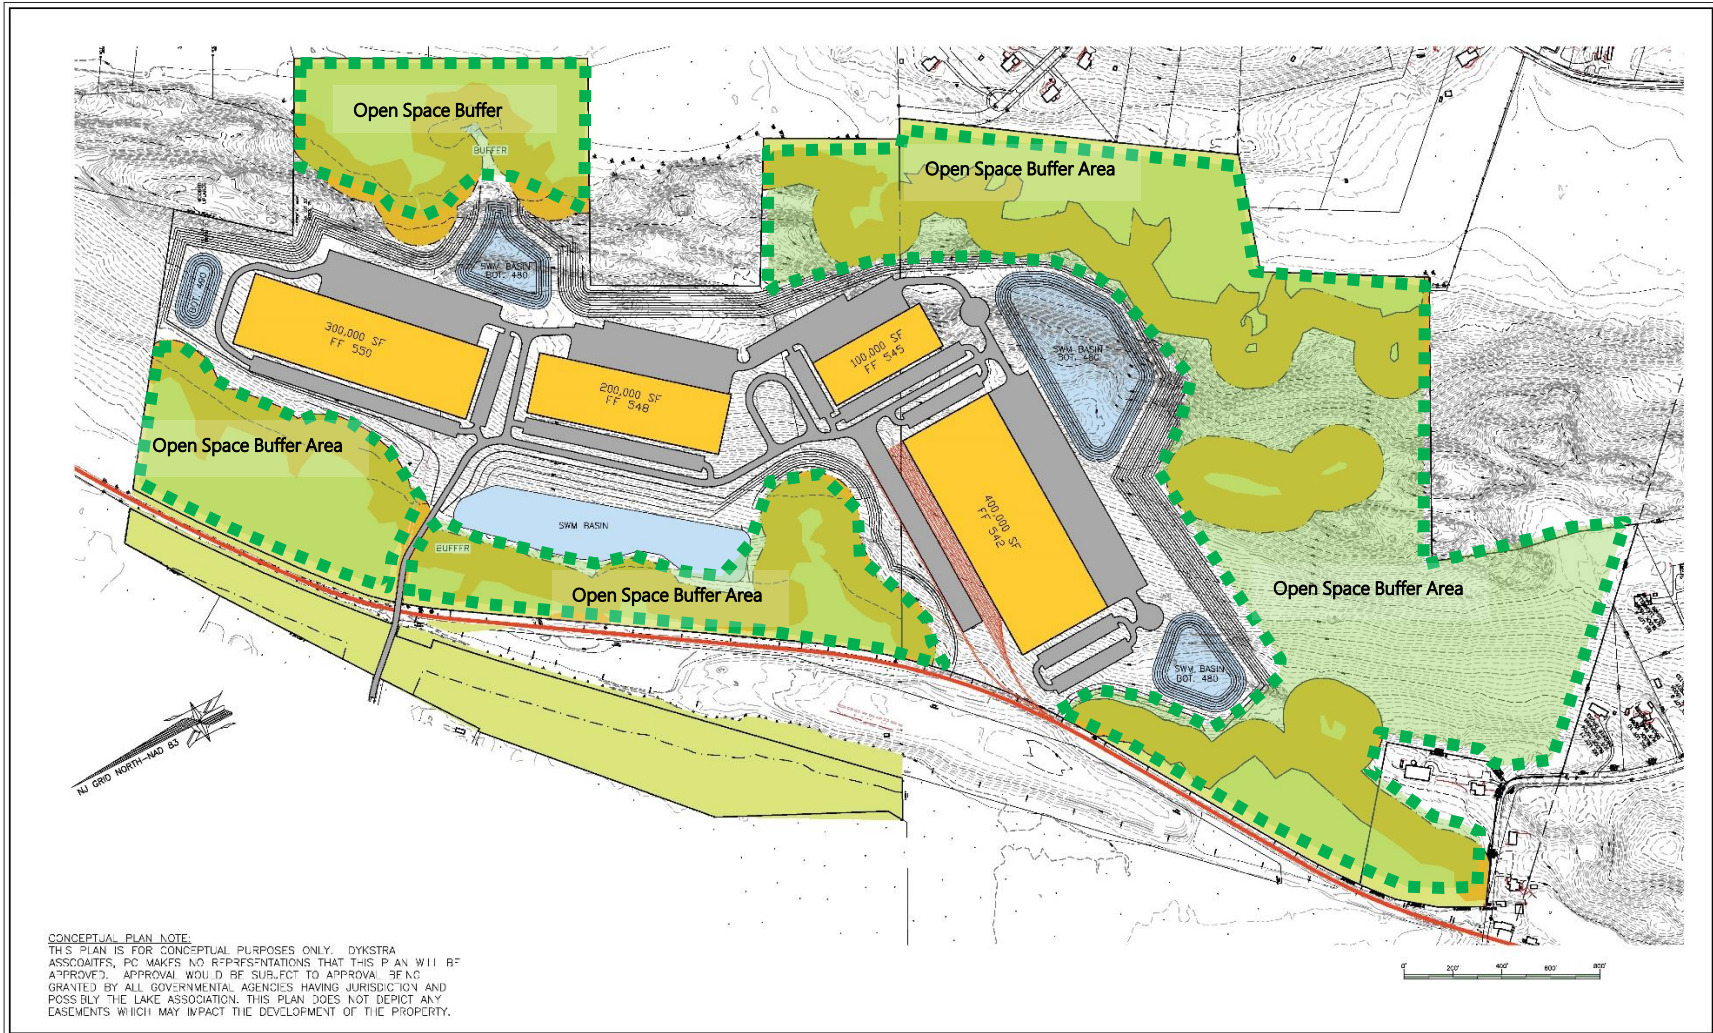 Open Space Buffer
BUFFER
Open Space Buffer Area
SWM BASIN
BOT. 480
BOT. 480
300,000 SF
FF 550
200,000 SF
FF 548
100,000 SF
FF 545
SWM BASIN
BOT. 480
Open Space Buffer Area
400,000 SF
FF 542
SWM BASIN
BUFFER
Open Space Buffer Area
Open Space Buffer Area
SWM BASIN
BOT. 480
NJ GRID NORTH-NAD 83
CONCEPTUAL PLAN NOTE:
THIS PLAN IS FOR CONCEPTUAL PURPOSES ONLY. DYKSTRA
ASSCOAITES, PC MAKES NO REPRESENTATIONS THAT THIS PLAN WILL BE
APPROVED. APPROVAL WOULD BE SUBJECT TO APPROVAL BEING
GRANTED BY ALL GOVERNMENTAL AGENCIES HAVING JURISDICTION AND
POSSIBLY THE LAKE ASSOCIATION. THIS PLAN DOES NOT DEPICT ANY
EASEMENTS WHICH MAY IMPACT THE DEVELOPMENT OF THE PROPERTY.
0' 200' 400' 600' 800'